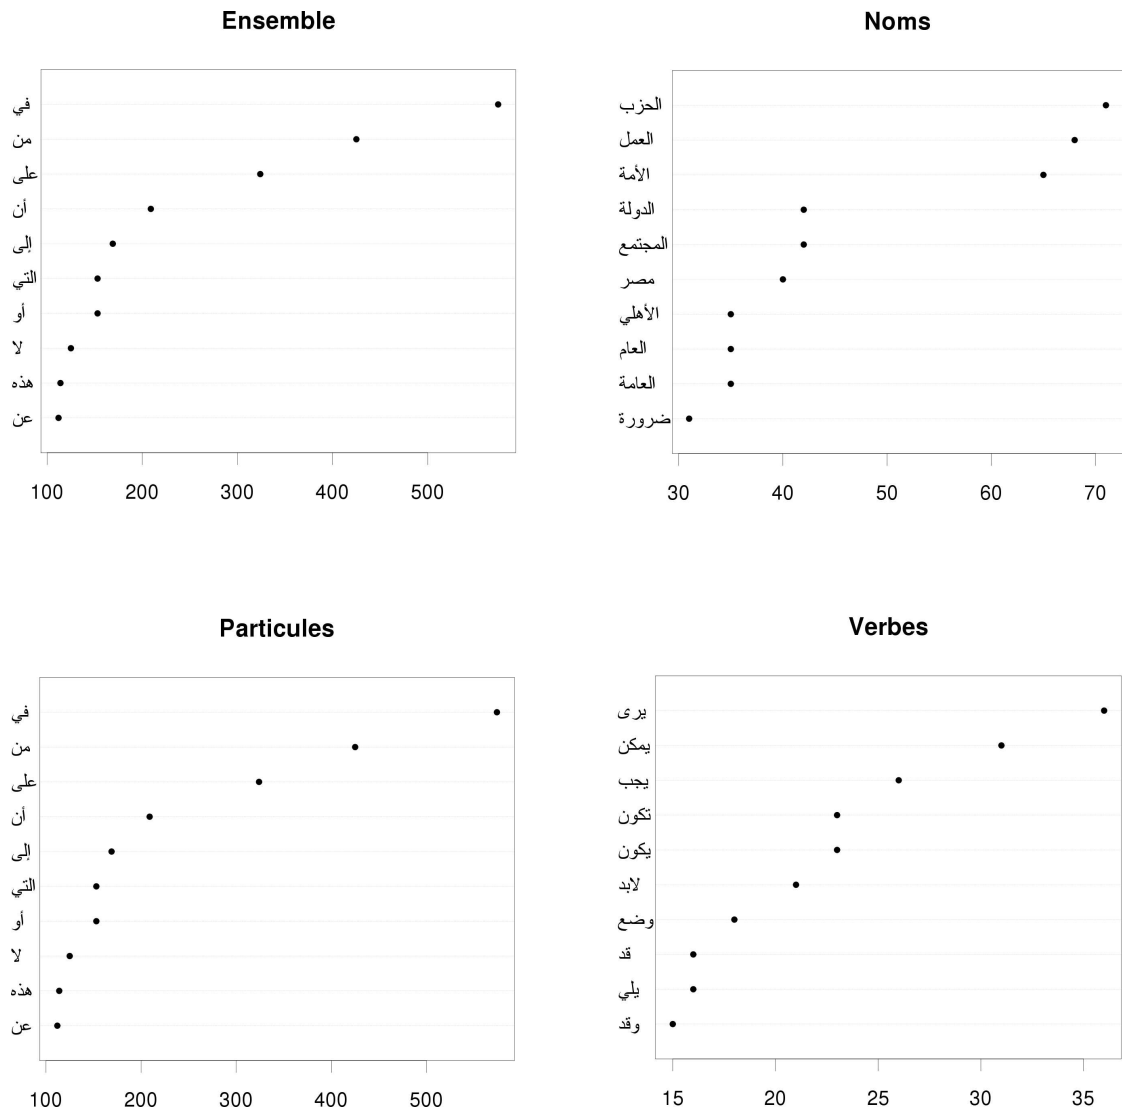 Ensemble
في
من
على
أن
إلى
التي
أو
لا
هذه
عن
100 200 300 400 500
Noms
الحزب
العمل
الأمة
الدولة
المجتمع
مصر
الأهلي
العام
العامة
ضرورة
30 40 50 60 70
Particules
في
من
على
أن
إلى
التي
أو
لا
هذه
عن
100 200 300 400 500
Verbes
يرى
يمكن
يجب
تكون
يكون
لابد
وضع
قد
يلي
وقد
15 20 25 30 35